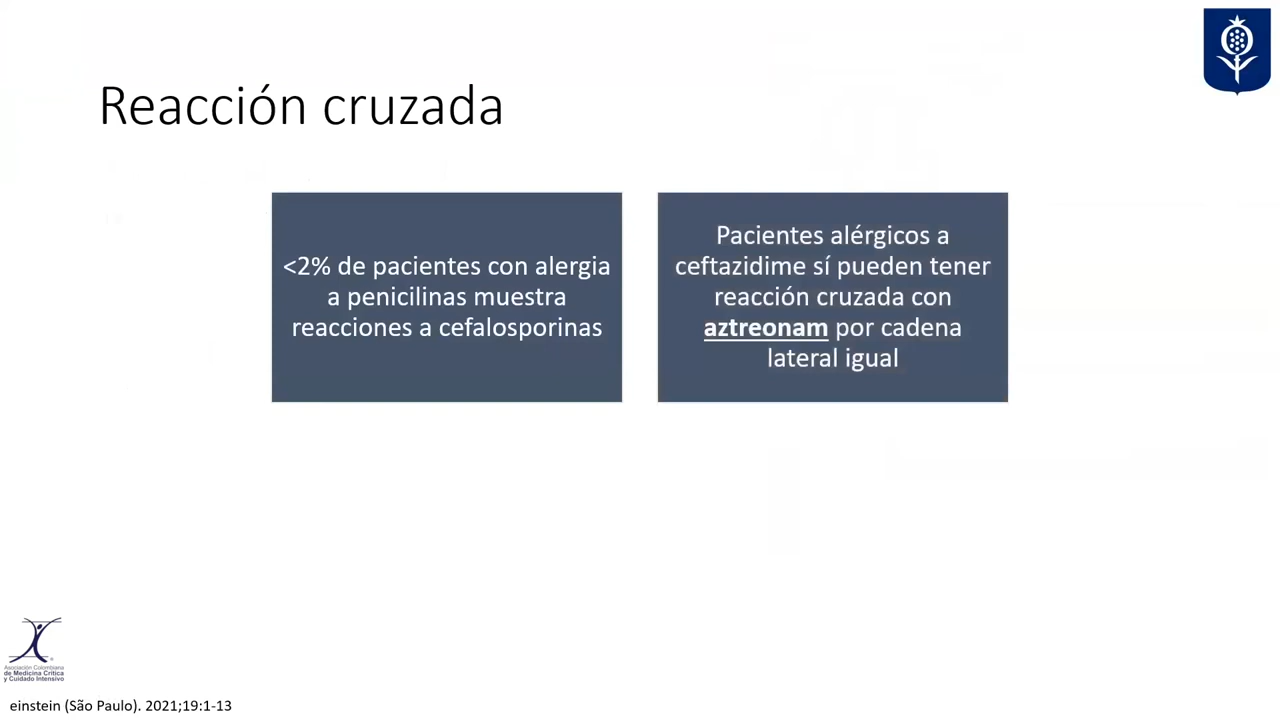 Reacción cruzada
<2% de pacientes con alergia
a penicilinas muestra
reacciones a cefalosporinas
Pacientes alérgicos a
ceftazidime sí pueden tener
reacción cruzada con
aztreonam por cadena
lateral igual
Asociación Colombiana
de Medicina Crítica
y Cuidado Intensivo
einstein (São Paulo). 2021;19:1-13